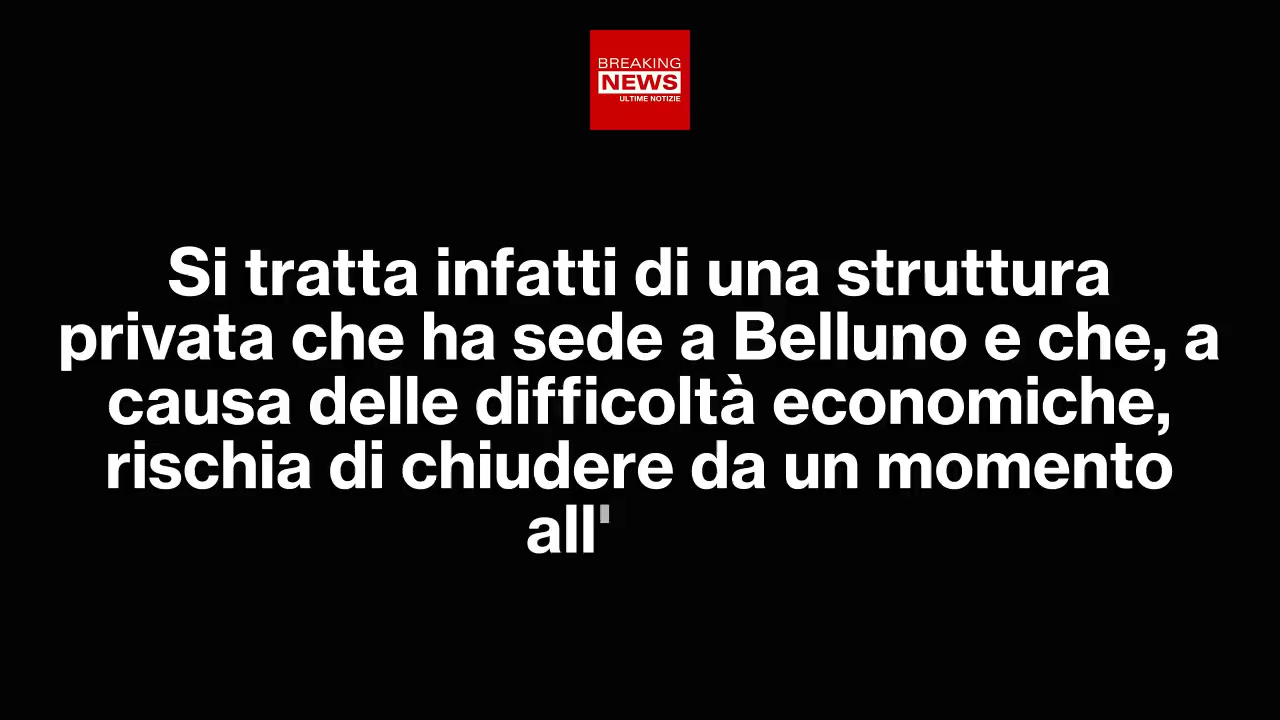 BREAKING
NEWS
ULTIME NOTIZIE
Si tratta infatti di una struttura
privata che ha sede a Belluno e che, a
causa delle difficoltà economiche,
rischia di chiudere da un momento
all'